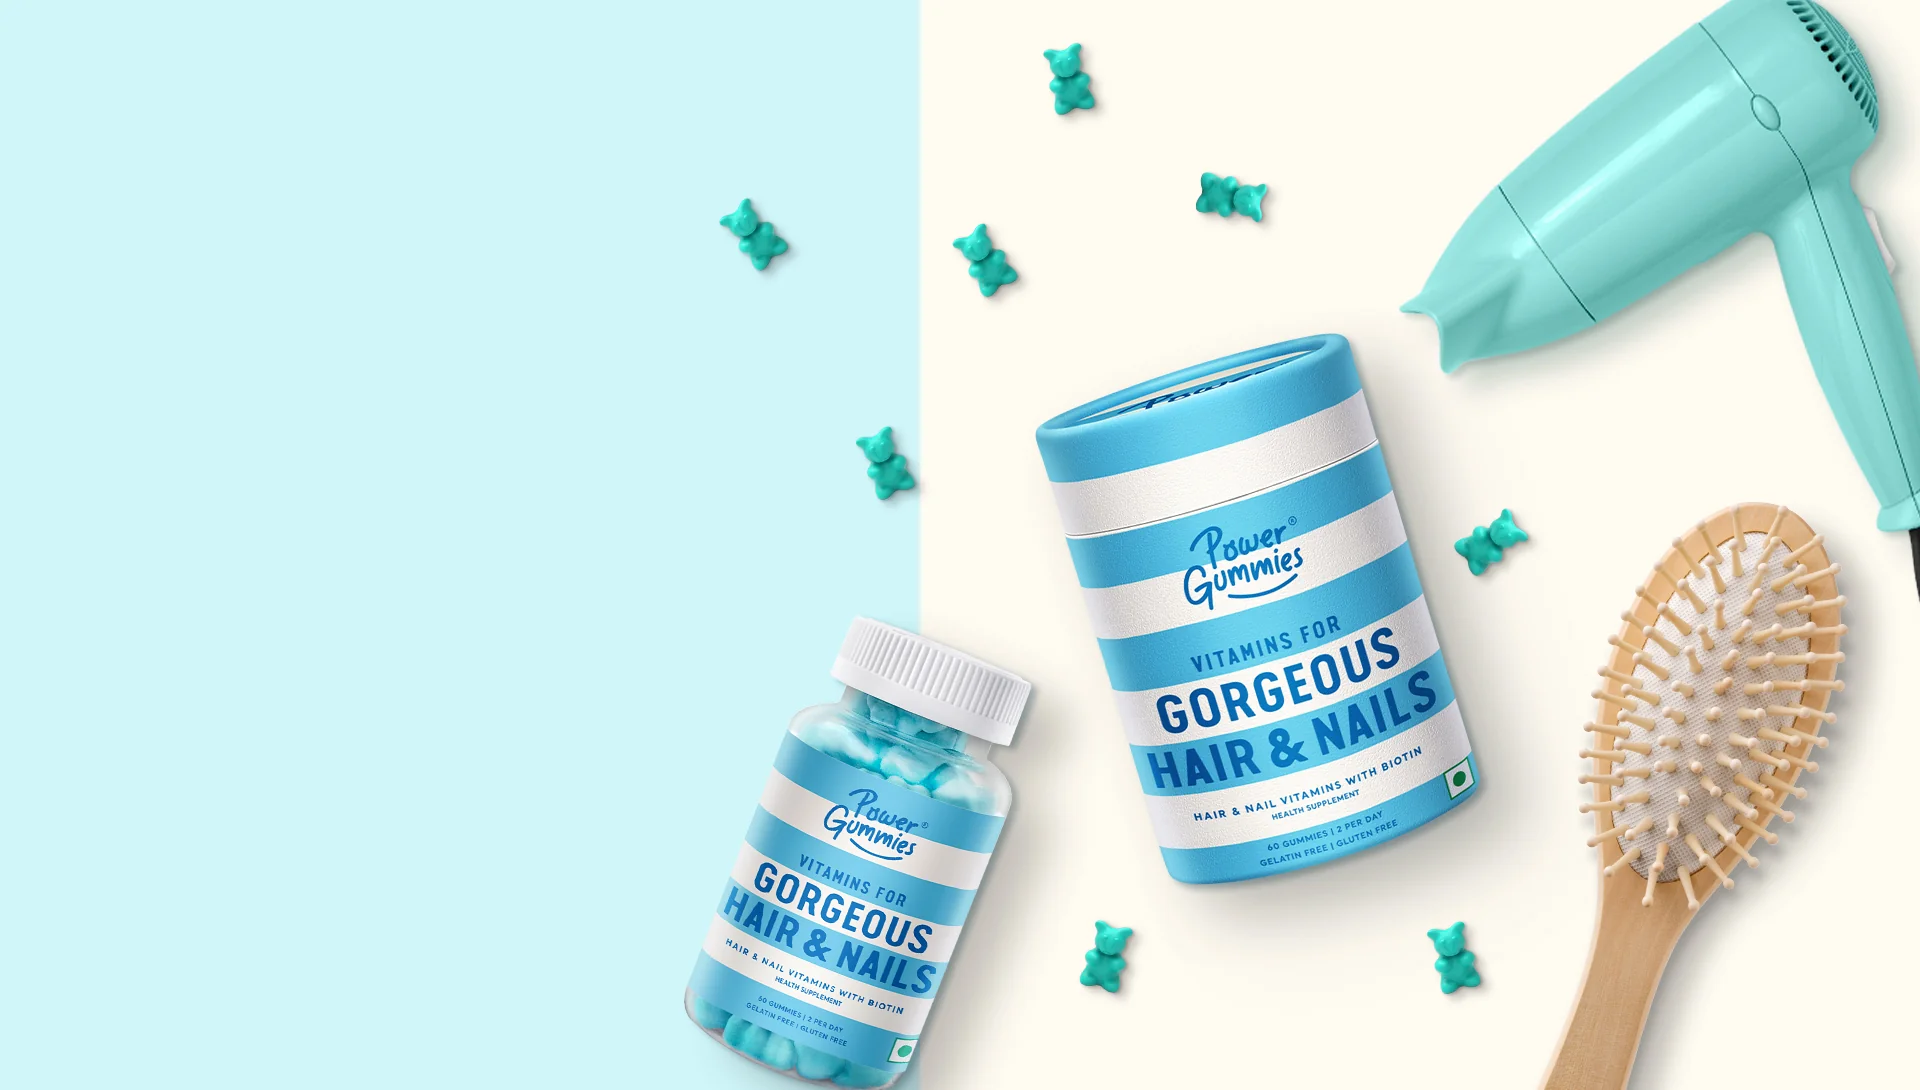 Power
Power®
Gummies
VITAMINS FOR
GORGEOUS
HAIR & NAILS
HAIR & NAIL VITAMINS WITH BIOTIN
HEALTH SUPPLEMENT
60 GUMMIES | 2 PER DAY
GELATIN FREE | GLUTEN FREE
Power
Gummies®
VITAMINS FOR
GORGEOUS
HAIR & NAILS
HAIR & NAIL VITAMINS WITH BIOTIN
HEALTH SUPPLEMENT
60 GUMMIES | 2 PER DAY
GELATIN FREE | GLUTEN FREE